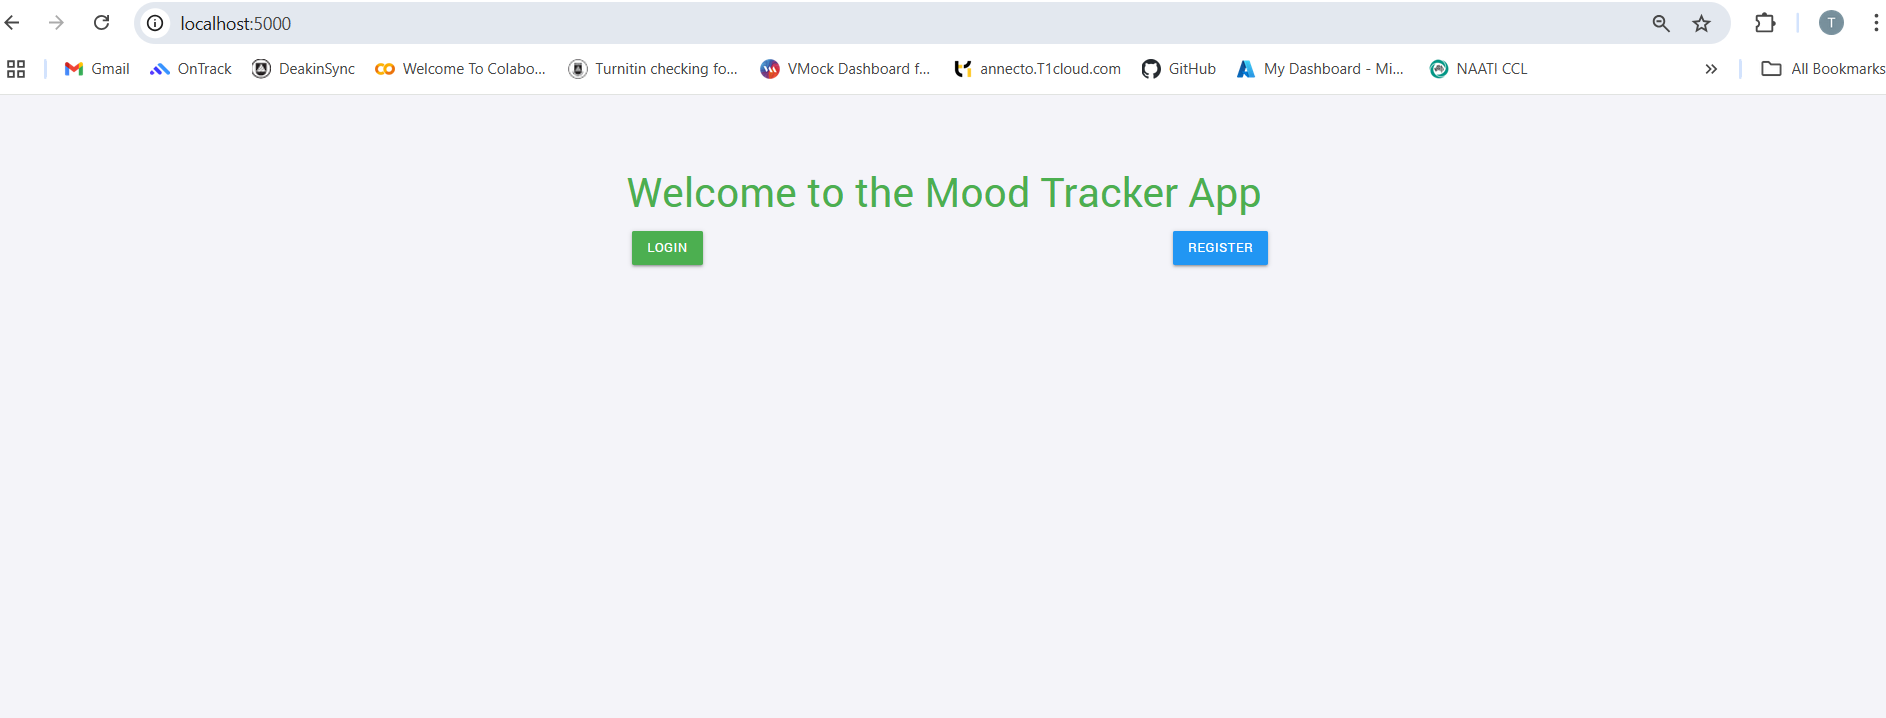 localhost:5000
T
Gmail OnTrack DeakinSync Welcome To Colabo... Turnitin checking fo... VMock Dashboard f... annecto.T1cloud.com GitHub My Dashboard - Mi... NAATI CCL » All Bookmarks
Welcome to the Mood Tracker App
LOGIN REGISTER